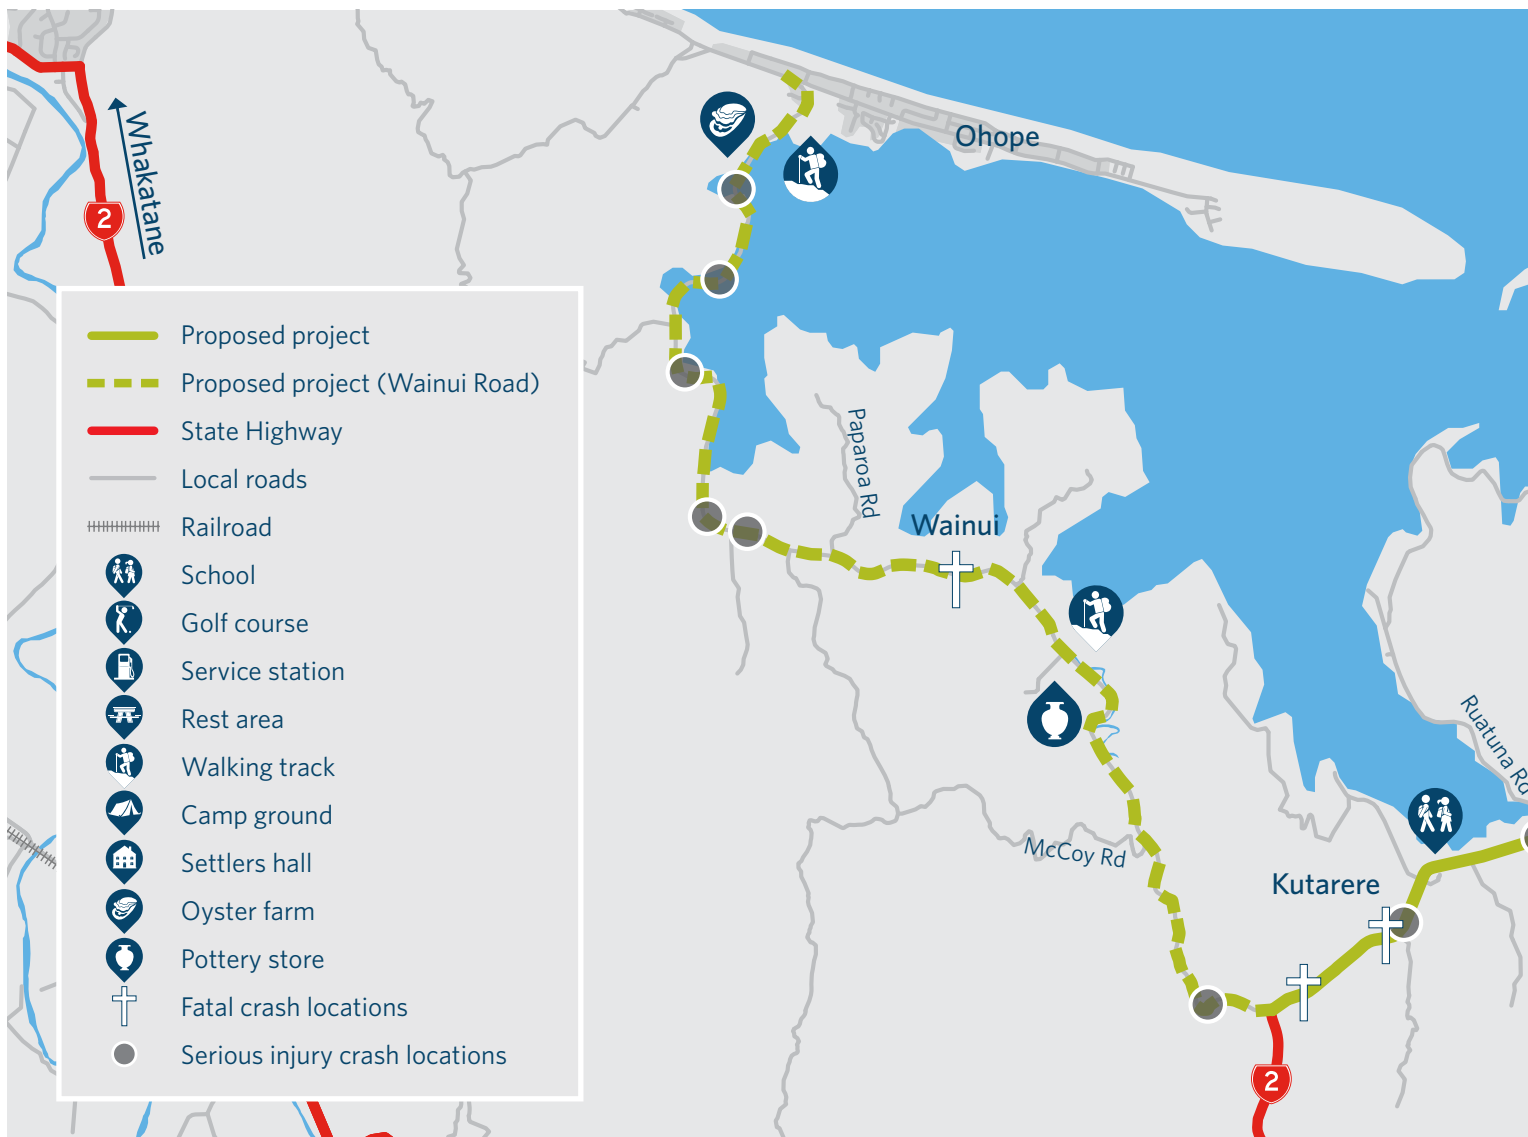 Whakatane
2
Ohope
Proposed project
Proposed project (Wainui Road)
State Highway
Local roads
Railroad
School
Golf course
Service station
Rest area
Walking track
Camp ground
Settlers hall
Oyster farm
Pottery store
Fatal crash locations
Serious injury crash locations
Paparoa Rd
Wainui
Ruatuna Rd
McCoy Rd
Kutarere
2